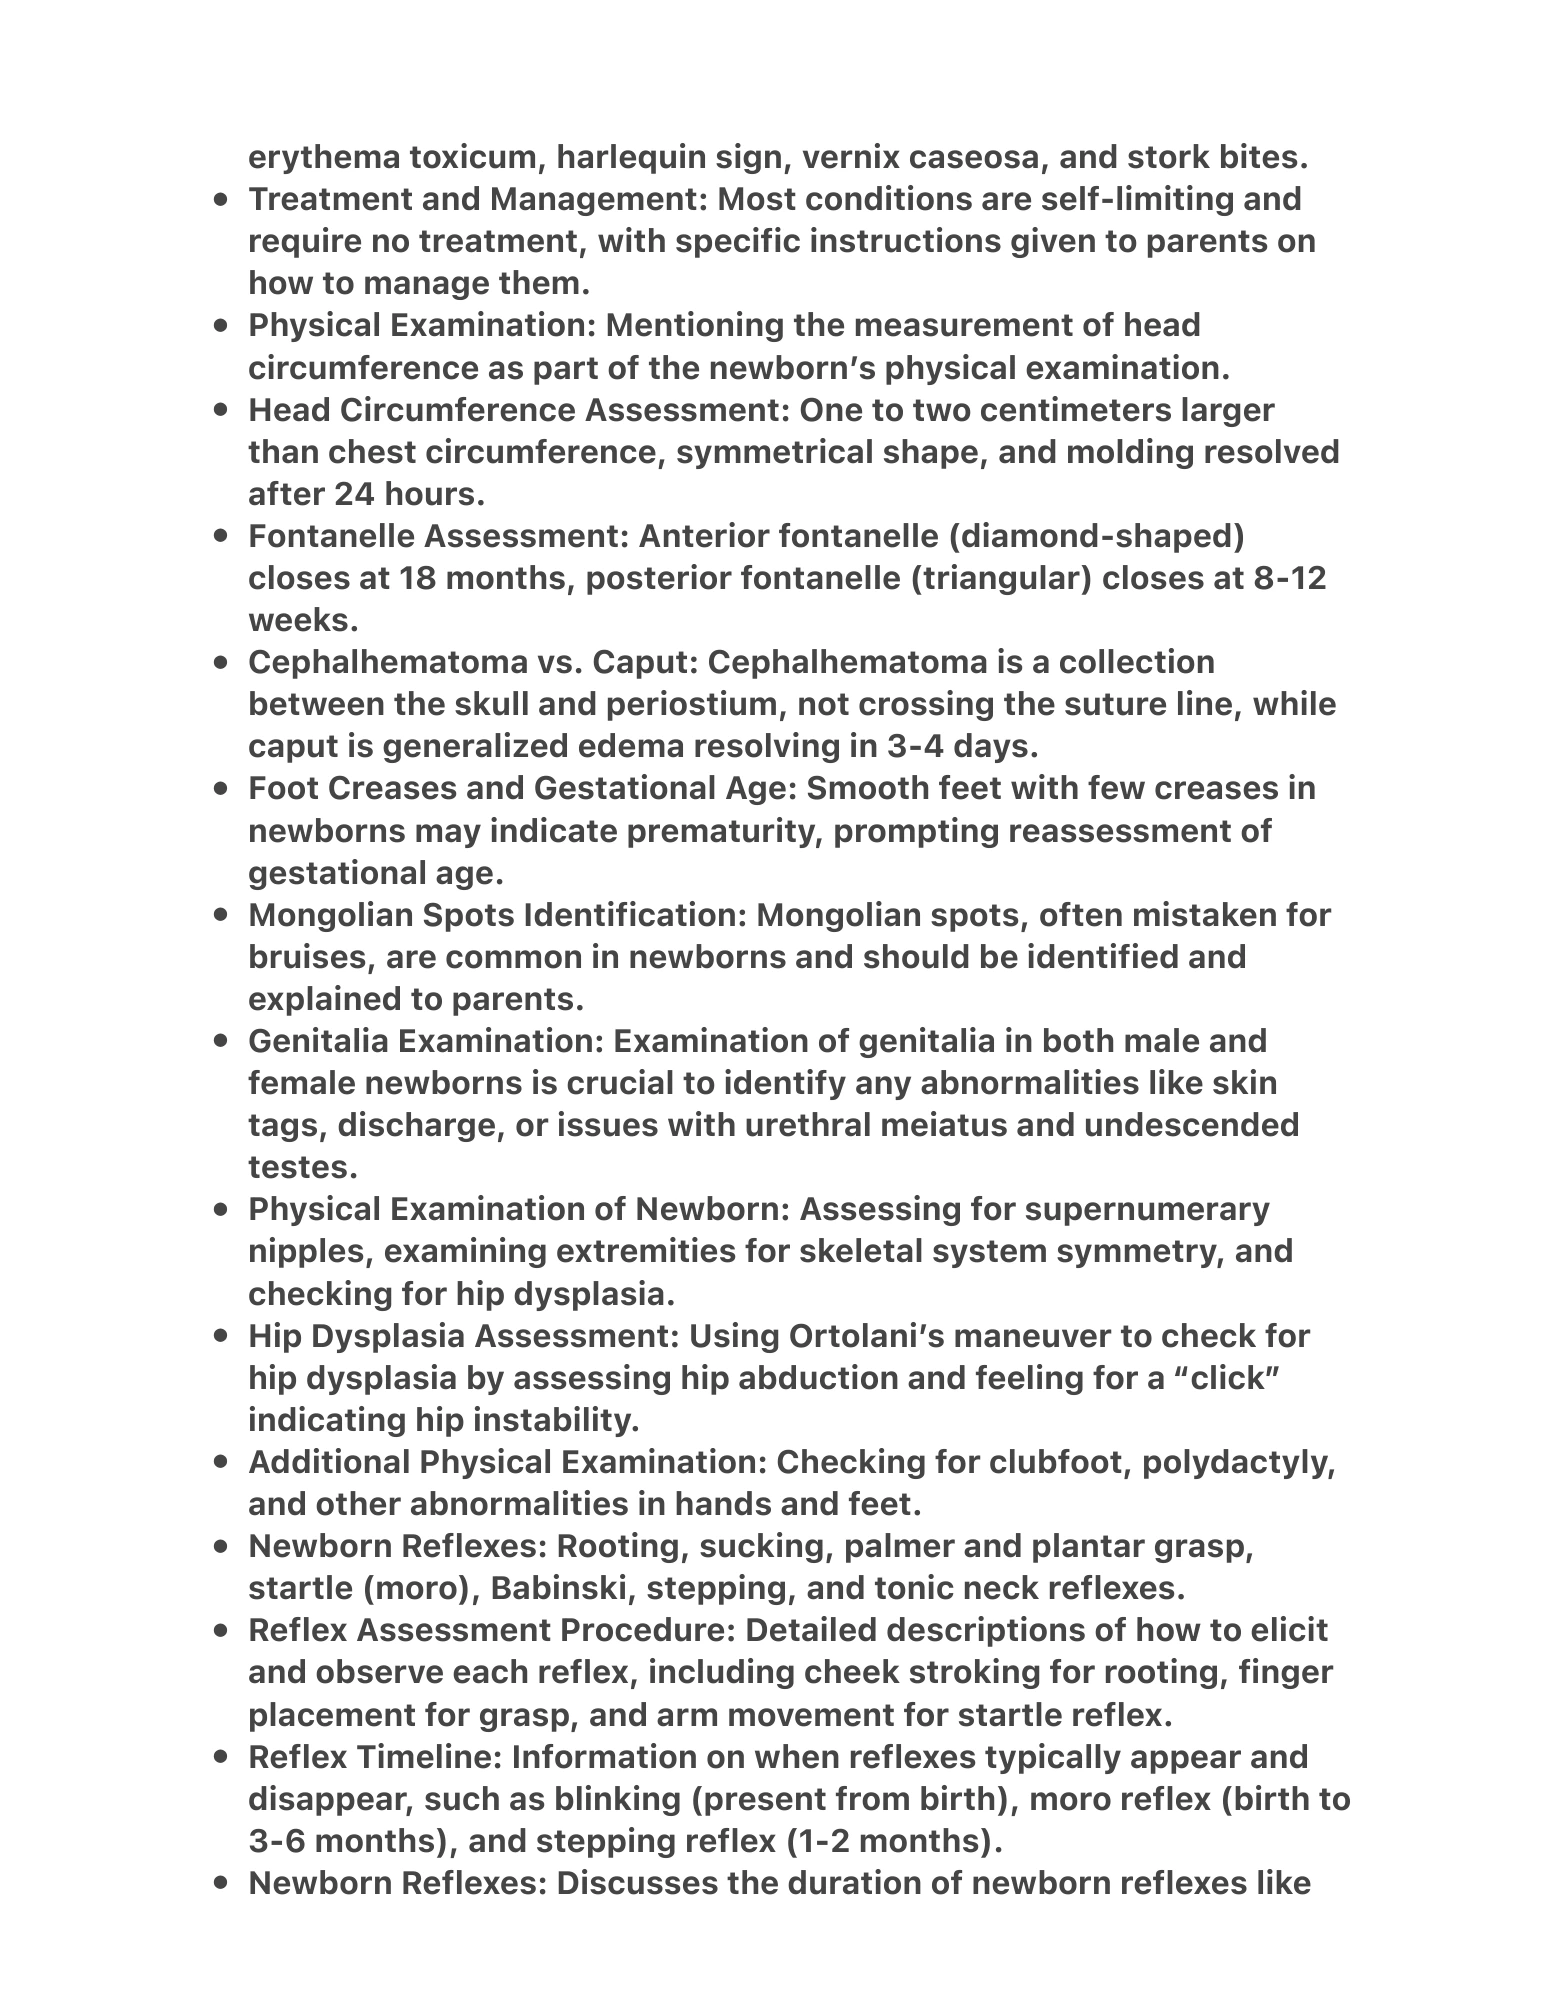 erythema toxicum, harlequin sign, vernix caseosa, and stork bites.
• Treatment and Management: Most conditions are self-limiting and
require no treatment, with specific instructions given to parents on
how to manage them.
• Physical Examination: Mentioning the measurement of head
circumference as part of the newborn’s physical examination.
• Head Circumference Assessment: One to two centimeters larger
than chest circumference, symmetrical shape, and molding resolved
after 24 hours.
• Fontanelle Assessment: Anterior fontanelle (diamond-shaped)
closes at 18 months, posterior fontanelle (triangular) closes at 8-12
weeks.
• Cephalhematoma vs. Caput: Cephalhematoma is a collection
between the skull and periostium, not crossing the suture line, while
caput is generalized edema resolving in 3-4 days.
• Foot Creases and Gestational Age: Smooth feet with few creases in
newborns may indicate prematurity, prompting reassessment of
gestational age.
• Mongolian Spots Identification: Mongolian spots, often mistaken for
bruises, are common in newborns and should be identified and
explained to parents.
• Genitalia Examination: Examination of genitalia in both male and
female newborns is crucial to identify any abnormalities like skin
tags, discharge, or issues with urethral meiatus and undescended
testes.
• Physical Examination of Newborn: Assessing for supernumerary
nipples, examining extremities for skeletal system symmetry, and
checking for hip dysplasia.
• Hip Dysplasia Assessment: Using Ortolani’s maneuver to check for
hip dysplasia by assessing hip abduction and feeling for a “click”
indicating hip instability.
• Additional Physical Examination: Checking for clubfoot, polydactyly,
and other abnormalities in hands and feet.
• Newborn Reflexes: Rooting, sucking, palmer and plantar grasp,
startle (moro), Babinski, stepping, and tonic neck reflexes.
• Reflex Assessment Procedure: Detailed descriptions of how to elicit
and observe each reflex, including cheek stroking for rooting, finger
placement for grasp, and arm movement for startle reflex.
• Reflex Timeline: Information on when reflexes typically appear and
disappear, such as blinking (present from birth), moro reflex (birth to
3-6 months), and stepping reflex (1-2 months).
• Newborn Reflexes: Discusses the duration of newborn reflexes like